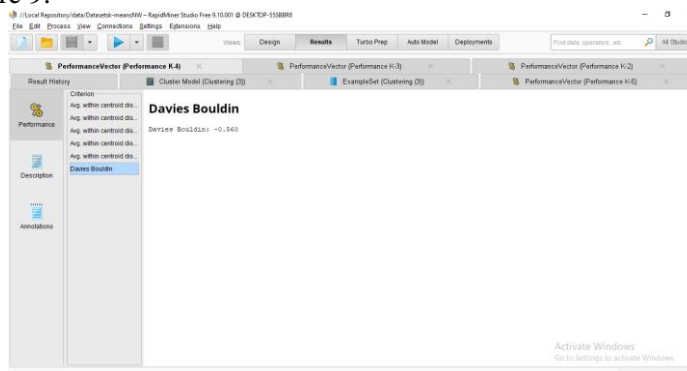 //Local Repository/data/Datasetsk-meansNW – RapidMiner Studio Free 9.10.001 @ DESKTOP-5S5BBR8
File Edit Process View Connections Settings Extensions Help
Views: Design Results Turbo Prep Auto Model Deployments Find data, operators...etc All Studio
PerformanceVector (Performance K-4) PerformanceVector (Performance K-3) PerformanceVector (Performance K-2)
Result History Cluster Model (Clustering (3)) ExampleSet (Clustering (3)) PerformanceVector (Performance K-5)
Performance
Description
Annotations
Criterion
Avg. within centroid dis...
Avg. within centroid dis...
Avg. within centroid dis...
Avg. within centroid dis...
Avg. within centroid dis...
Davies Bouldin
Davies Bouldin
Davies Bouldin: -0.560
Activate Windows
Go to Settings to activate Windows.